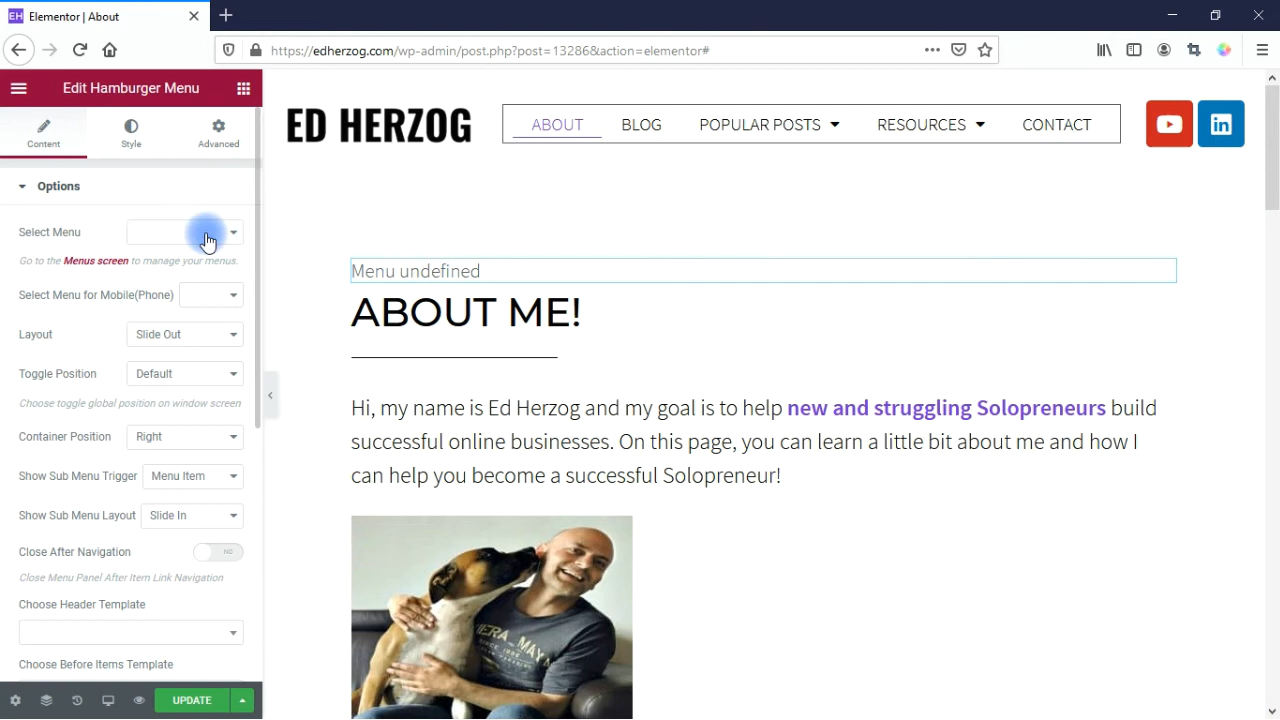 EH Elementor | About
https://edherzog.com/wp-admin/post.php?post=13286&action=elementor#
Edit Hamburger Menu
Content
Style
Advanced
Options
Select Menu
Go to the Menus screen to manage your menus.
Select Menu for Mobile(Phone)
Layout
Slide Out
Toggle Position
Default
Choose toggle global position on window screen
Container Position
Right
Show Sub Menu Trigger
Menu Item
Show Sub Menu Layout
Slide In
Close After Navigation
NO
Close Menu Panel After Item Link Navigation
Choose Header Template
Choose Before Items Template
UPDATE
ED HERZOG
ABOUT
BLOG
POPULAR POSTS
RESOURCES
CONTACT
in
Menu undefined
ABOUT ME!
Hi, my name is Ed Herzog and my goal is to help new and struggling Solopreneurs build
successful online businesses. On this page, you can learn a little bit about me and how I
can help you become a successful Solopreneur!